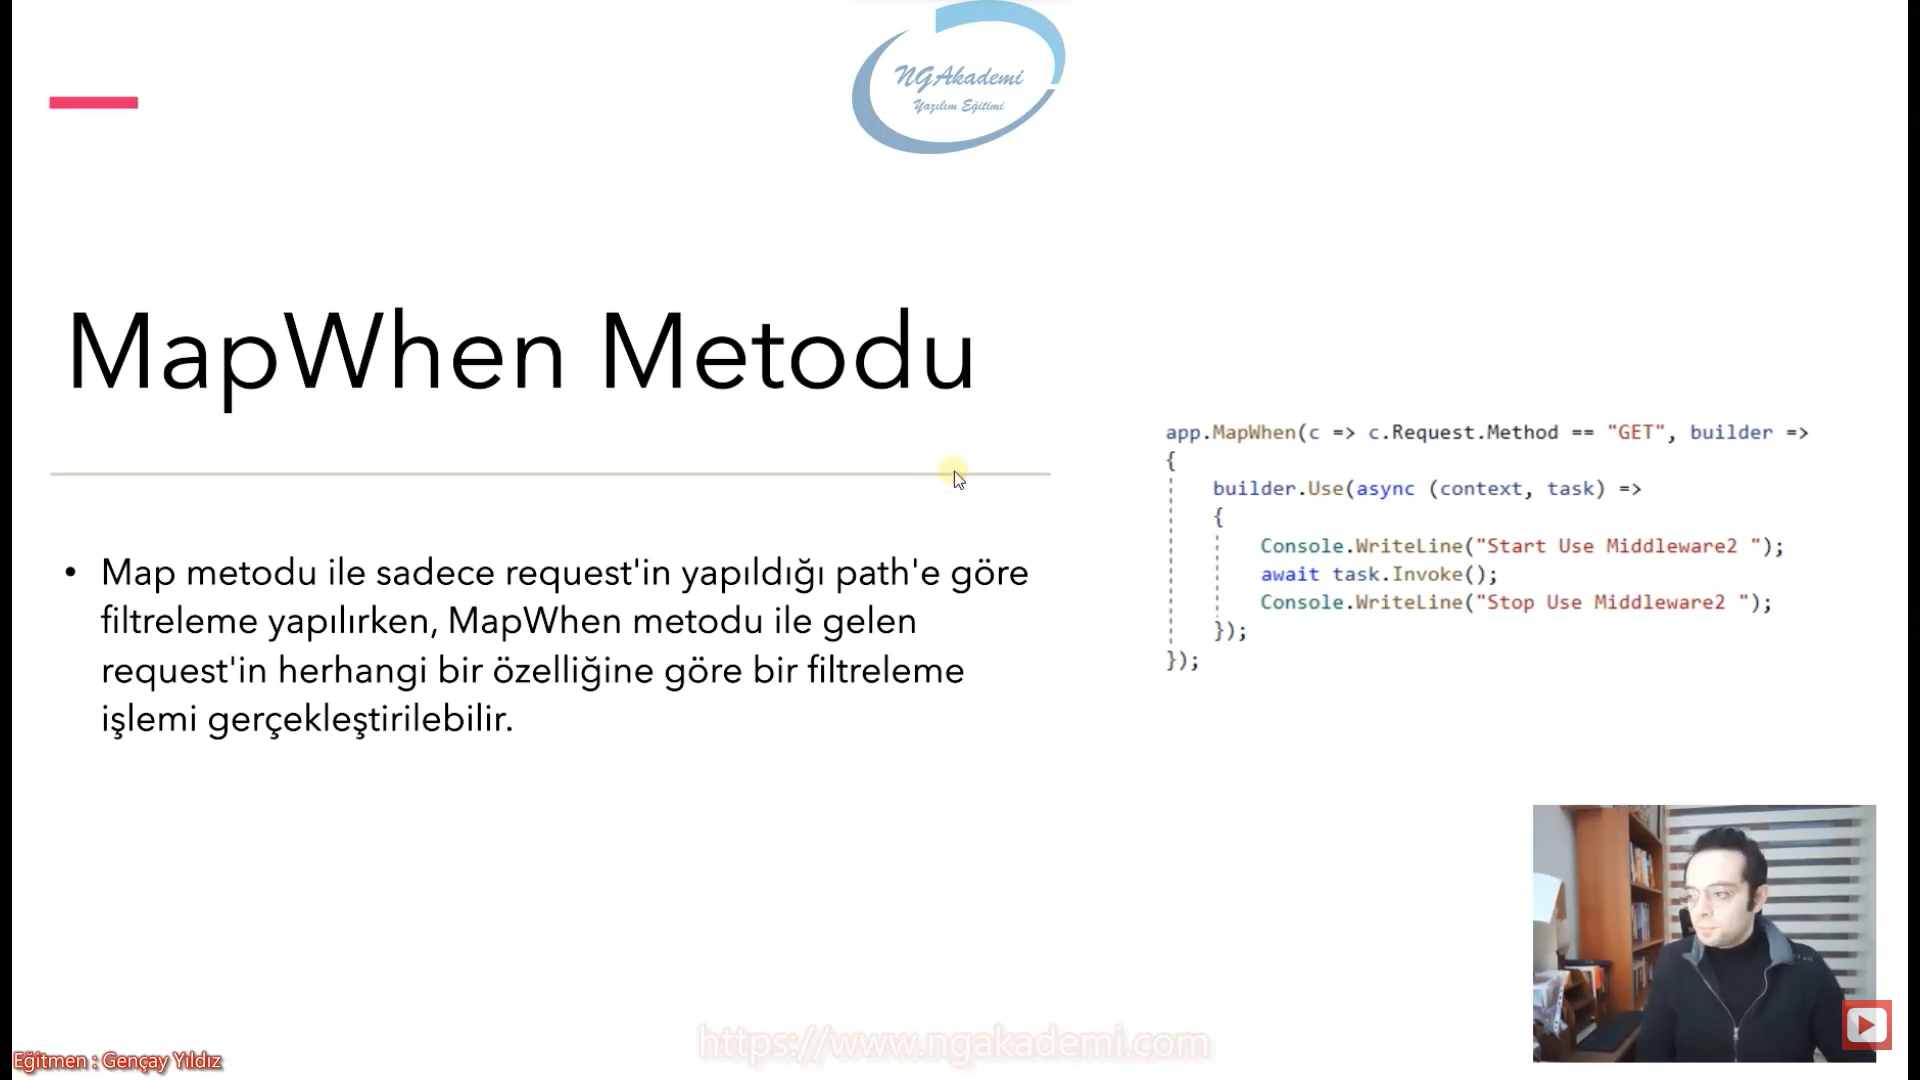 NGAkademi
Yazılım Eğitimi
MapWhen Metodu
• Map metodu ile sadece request'in yapıldığı path'e göre
filtreleme yapılırken, MapWhen metodu ile gelen
request'in herhangi bir özelliğine göre bir filtreleme
işlemi gerçekleştirilebilir.
app.MapWhen(c => c.Request.Method == "GET", builder =>
{
builder.Use(async (context, task) =>
{
Console.WriteLine("Start Use Middleware2 ");
await task.Invoke();
Console.WriteLine("Stop Use Middleware2 ");
});
});
https://www.ngakademi.com
Eğitmen : Gençay Yıldız